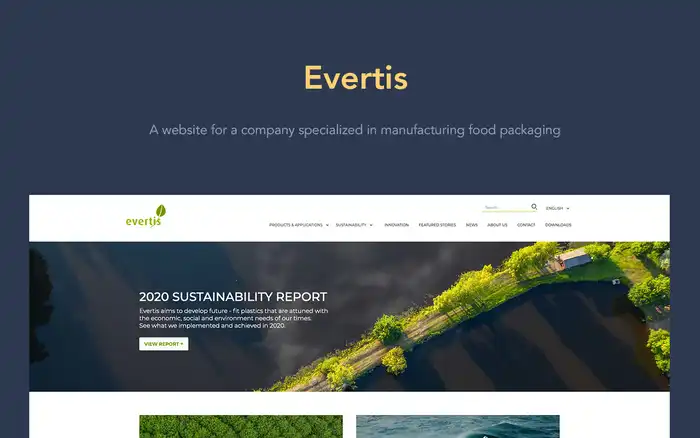 Evertis
A website for a company specialized in manufacturing food packaging
evertis
Search...
ENGLISH
PRODUCTS & APPLICATIONS
SUSTAINABILITY
INNOVATION
FEATURED STORIES
NEWS
ABOUT US
CONTACT
DOWNLOADS
2020 SUSTAINABILITY REPORT
Evertis aims to develop future - fit plastics that are attuned with
the economic, social and environment needs of our times.
See what we implemented and achieved in 2020.
VIEW REPORT +